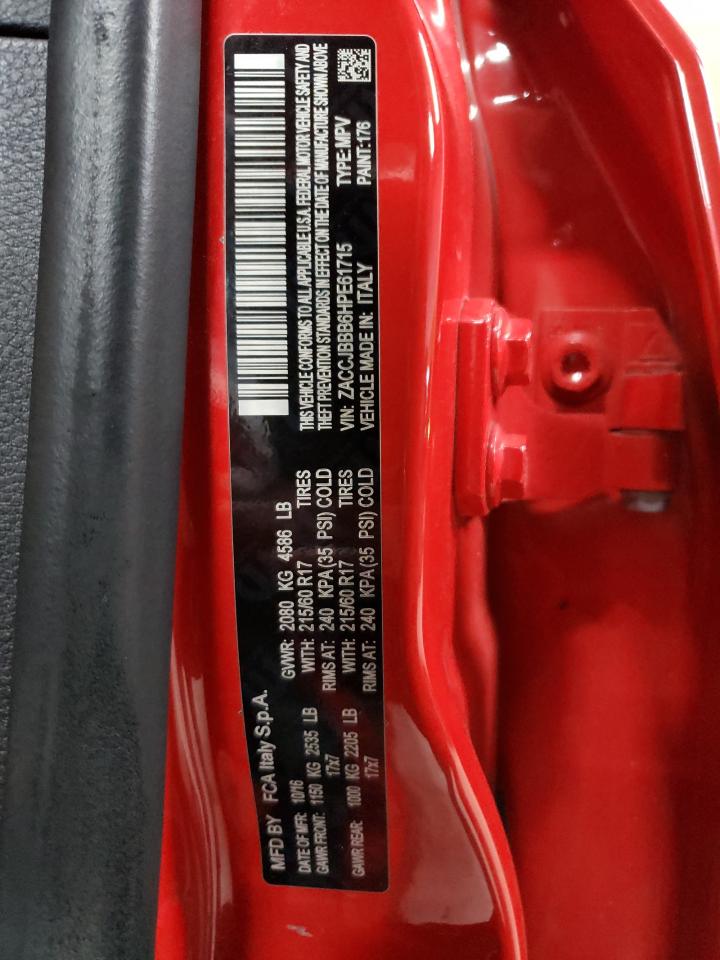 MFD BY FCA Italy S.p.A.
DATE OF MFR: 10/16 GVWR: 2080 KG 4586 LB
GAWR FRONT: 1150 KG 2535 LB WITH: 215/60 R17 TIRES
17x7 RIMS AT: 240 KPA(35 PSI) COLD
GAWR REAR: 1000 KG 2205 LB WITH: 215/60 R17 TIRES
17x7 RIMS AT: 240 KPA(35 PSI) COLD
THIS VEHICLE CONFORMS TO ALL APPLICABLE U.S.A. FEDERAL MOTOR VEHICLE SAFETY AND
THEFT PREVENTION STANDARDS IN EFFECT ON THE DATE OF MANUFACTURE SHOWN ABOVE
VIN: ZACCJBBB6HPE61715 TYPE:MPV
VEHICLE MADE IN: ITALY PAINT:176